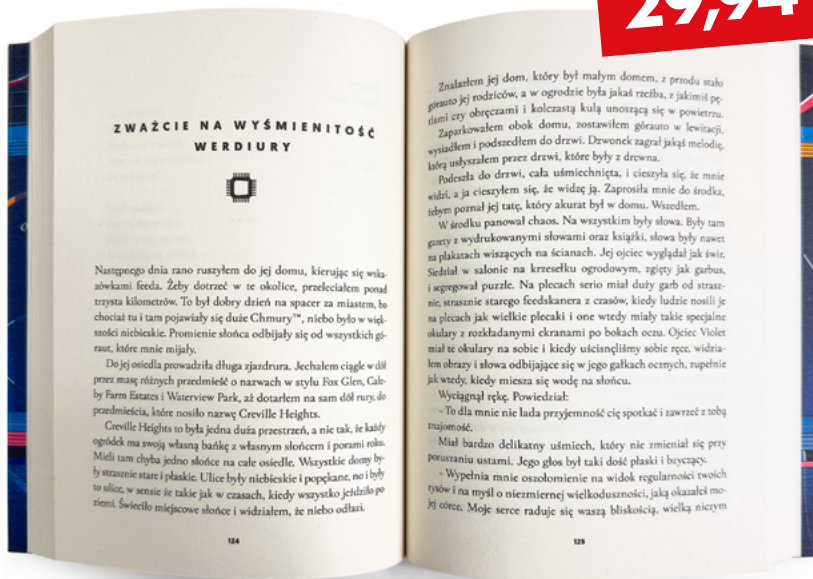 29,94
ZWAŻCIE NA WYŚMIENITOŚĆ
WERDIURY
Następnego dnia rano ruszyłem do jej domu, kierując się wska-
zówkami feeda. Żeby dotrzeć w te okolice, przeleciałem ponad
trzysta kilometrów. To był dobry dzień na spacer za miastem, bo
chociaż tu i tam pojawiały się duże Chmury™, niebo było w więk-
szości niebieskie. Promienie słońca odbijały się od wszystkich gó-
raut, które mnie mijały.
Do jej osiedla prowadziła długa zjazdrura. Jechałem ciągle w dół
przez masę różnych przedmieść o nazwach w stylu Fox Glen, Cale-
by Farm Estates i Waterview Park, aż dotarłem na sam dół rury, do
przedmieścia, które nosiło nazwę Creville Heights.
Creville Heights to była jedna duża przestrzeń, a nie tak, że każdy
ogródek ma swoją własną bańkę z własnym słońcem i porami roku.
Mieli tam chyba jedno słońce na całe osiedle. Wszystkie domy by-
ły strasznie stare i płaskie. Ulice były niebieskie i popękane, no i były
to ulice, w sensie że takie jak w czasach, kiedy wszystko jeździło po
ziemi. Świeciło miejscowe słońce i widziałem, że niebo odłazi.
124
Znalazłem jej dom, który był małym domem, z przodu stało
górauto jej rodziców, a w ogrodzie była jakaś rzeźba, z jakimiś pę-
tlami czy obręczami i kolczastą kulą unoszącą się w powietrzu.
Zaparkowałem obok domu, zostawiłem górauto w lewitacji,
wysiadłem i podszedłem do drzwi. Dzwonek zagrał jakąś melodię,
którą usłyszałem przez drzwi, które były z drewna.
Podeszła do drzwi, cała uśmiechnięta, i cieszyła się, że mnie
widzi, a ja cieszyłem się, że widzę ją. Zaprosiła mnie do środka,
żebym poznał jej tatę, który akurat był w domu. Wszedłem.
W środku panował chaos. Na wszystkim były słowa. Były tam
gazety z wydrukowanymi słowami oraz książki, słowa były nawet
na plakatach wiszących na ścianach. Jej ojciec wyglądał jak świr.
Siedział w salonie na krzesełku ogrodowym, zgięty jak garbus,
i segregował puzzle. Na plecach serio miał duży garb od strasz-
nie, strasznie starego feedskanera z czasów, kiedy ludzie nosili je
na plecach jak wielkie plecaki i one wtedy miały takie specjalne
okulary z rozkładanymi ekranami po bokach oczu. Ojciec Violet
miał te okulary na sobie i kiedy uścisnęliśmy sobie ręce, widzia-
łem obrazy i słowa odbijające się w jego gałkach ocznych, zupełnie
jak wtedy, kiedy miesza się wodę na słońcu.
Wyciągnął rękę. Powiedział:
– To dla mnie nie lada przyjemność cię spotkać i zawrzeć z tobą
znajomość.
Miał bardzo delikatny uśmiech, który nie zmieniał się przy
poruszaniu ustami. Jego głos był taki dość płaski i bzyczący.
– Wypełnia mnie oszołomienie na widok regularności twoich
rysów i na myśl o niezmiernej wielkoduszności, jaką okazałeś mo-
jej córce. Moje serce raduje się waszą bliskością, wielką niczym
125